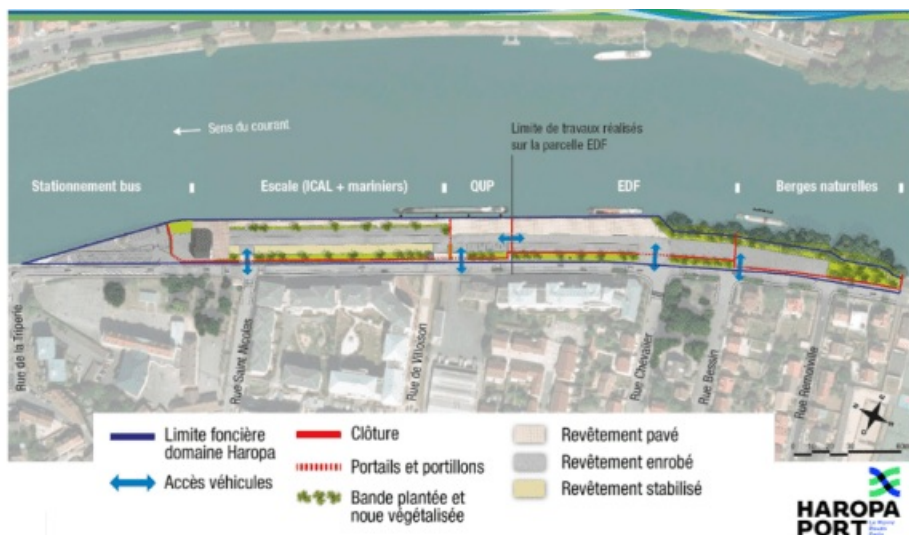 Sens du courant
Limite de travaux réalisés
sur la parcelle EDF
Stationnement bus
Escale (ICAL + mariniers)
QUP
EDF
Berges naturelles
Rue de la Triperie
Rue Saint Nicolas
Rue de Villoison
Rue Chevalier
Rue Bessin
Rue Remoiville
Limite foncière
domaine Haropa
Accès véhicules
Clôture
Portails et portillons
Bande plantée et
noue végétalisée
Revêtement pavé
Revêtement enrobé
Revêtement stabilisé
HAROPA
PORT